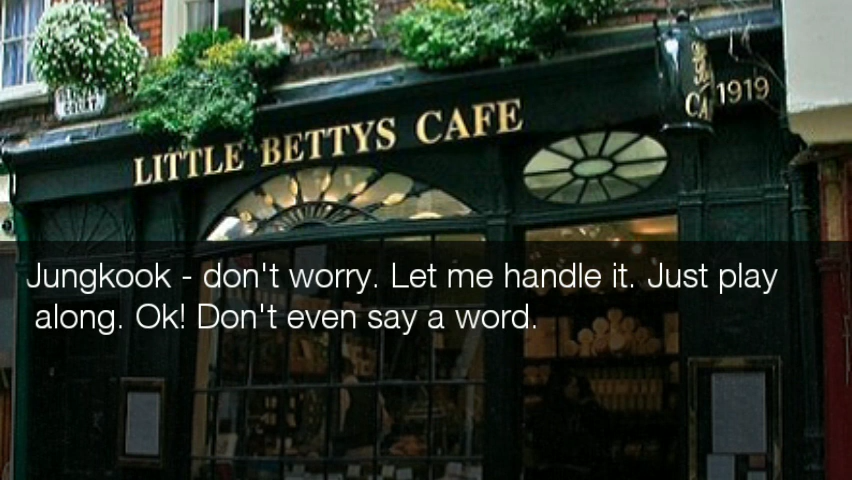 LITTLE BETTYS CAFE
1919
CA
Jungkook - don't worry. Let me handle it. Just play
along. Ok! Don't even say a word.